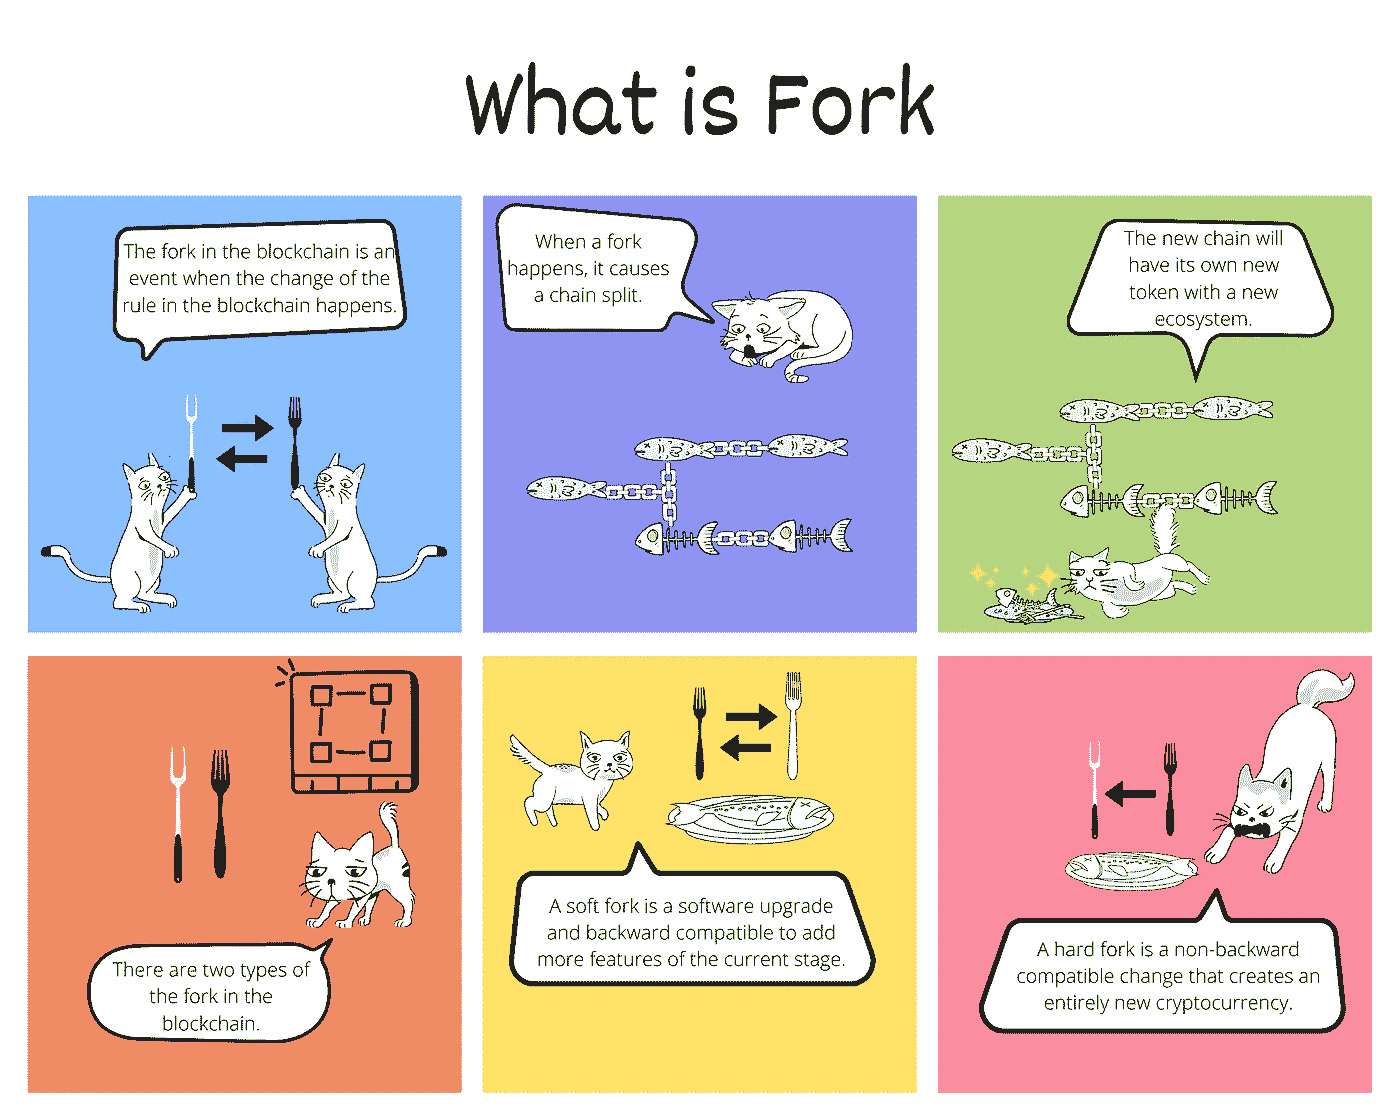 What is Fork
The fork in the blockchain is an
event when the change of the
rule in the blockchain happens.
When a fork
happens, it causes
a chain split.
The new chain will
have its own new
token with a new
ecosystem.
There are two types of
the fork in the
blockchain.
A soft fork is a software upgrade
and backward compatible to add
more features of the current stage.
A hard fork is a non-backward
compatible change that creates an
entirely new cryptocurrency.